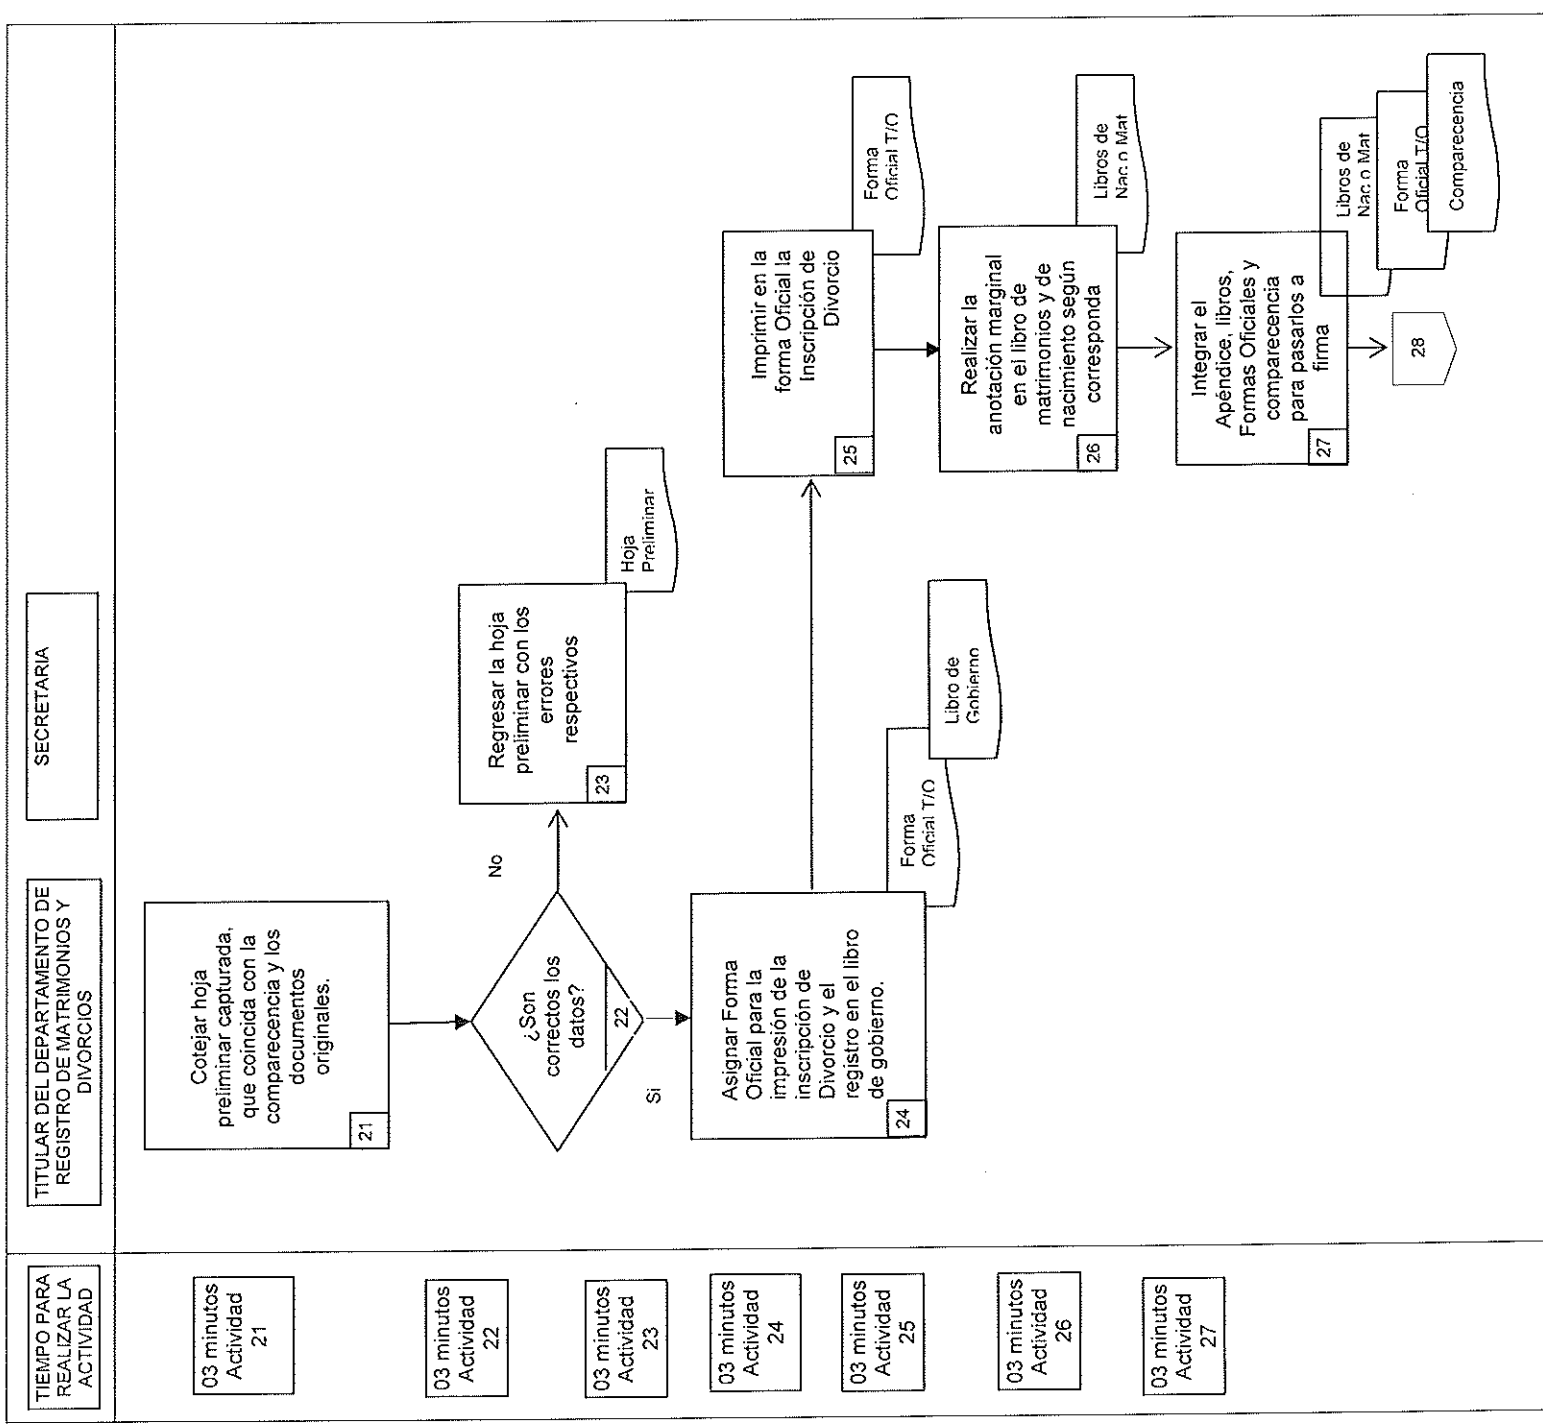 TIEMPO PARA
REALIZAR LA
ACTIVIDAD
TITULAR DEL DEPARTAMENTO DE
REGISTRO DE MATRIMONIOS Y
DIVORCIOS
SECRETARIA
03 minutos
Actividad
21
Cotejar hoja
preliminar capturada,
que coincida con la
comparecencia y los
documentos
originales.
21
03 minutos
Actividad
22
¿Son
correctos los
datos?
22
No
Si
03 minutos
Actividad
23
Regresar la hoja
preliminar con los
errores
respectivos
23
Hoja
Preliminar
03 minutos
Actividad
24
Asignar Forma
Oficial para la
impresión de la
inscripción de
Divorcio y el
registro en el libro
de gobierno.
24
Forma
Oficial T/O
Libro de
Gobierno
03 minutos
Actividad
25
Imprimir en la
forma Oficial la
Inscripción de
Divorcio
25
Forma
Oficial T/O
03 minutos
Actividad
26
Realizar la
anotación marginal
en el libro de
matrimonios y de
nacimiento según
corresponda
26
Libros de
Nac o Mat
03 minutos
Actividad
27
Integrar el
Apéndice, libros,
Formas Oficiales y
comparecencia
para pasarlos a
firma
27
Libros de
Nac o Mat
Forma
Oficial T/O
Comparecencia
28